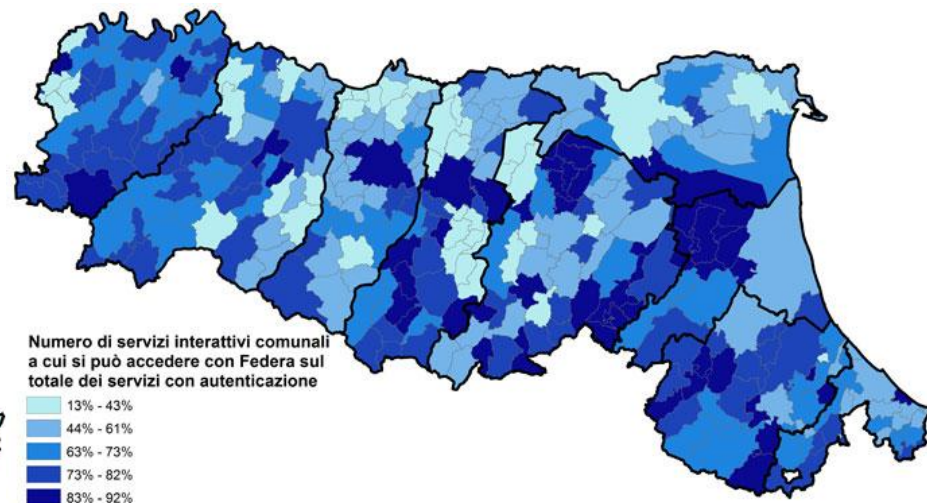 Numero di servizi interattivi comunali
a cui si può accedere con Federa sul
totale dei servizi con autenticazione
13% - 43%
44% - 61%
63% - 73%
73% - 82%
83% - 92%